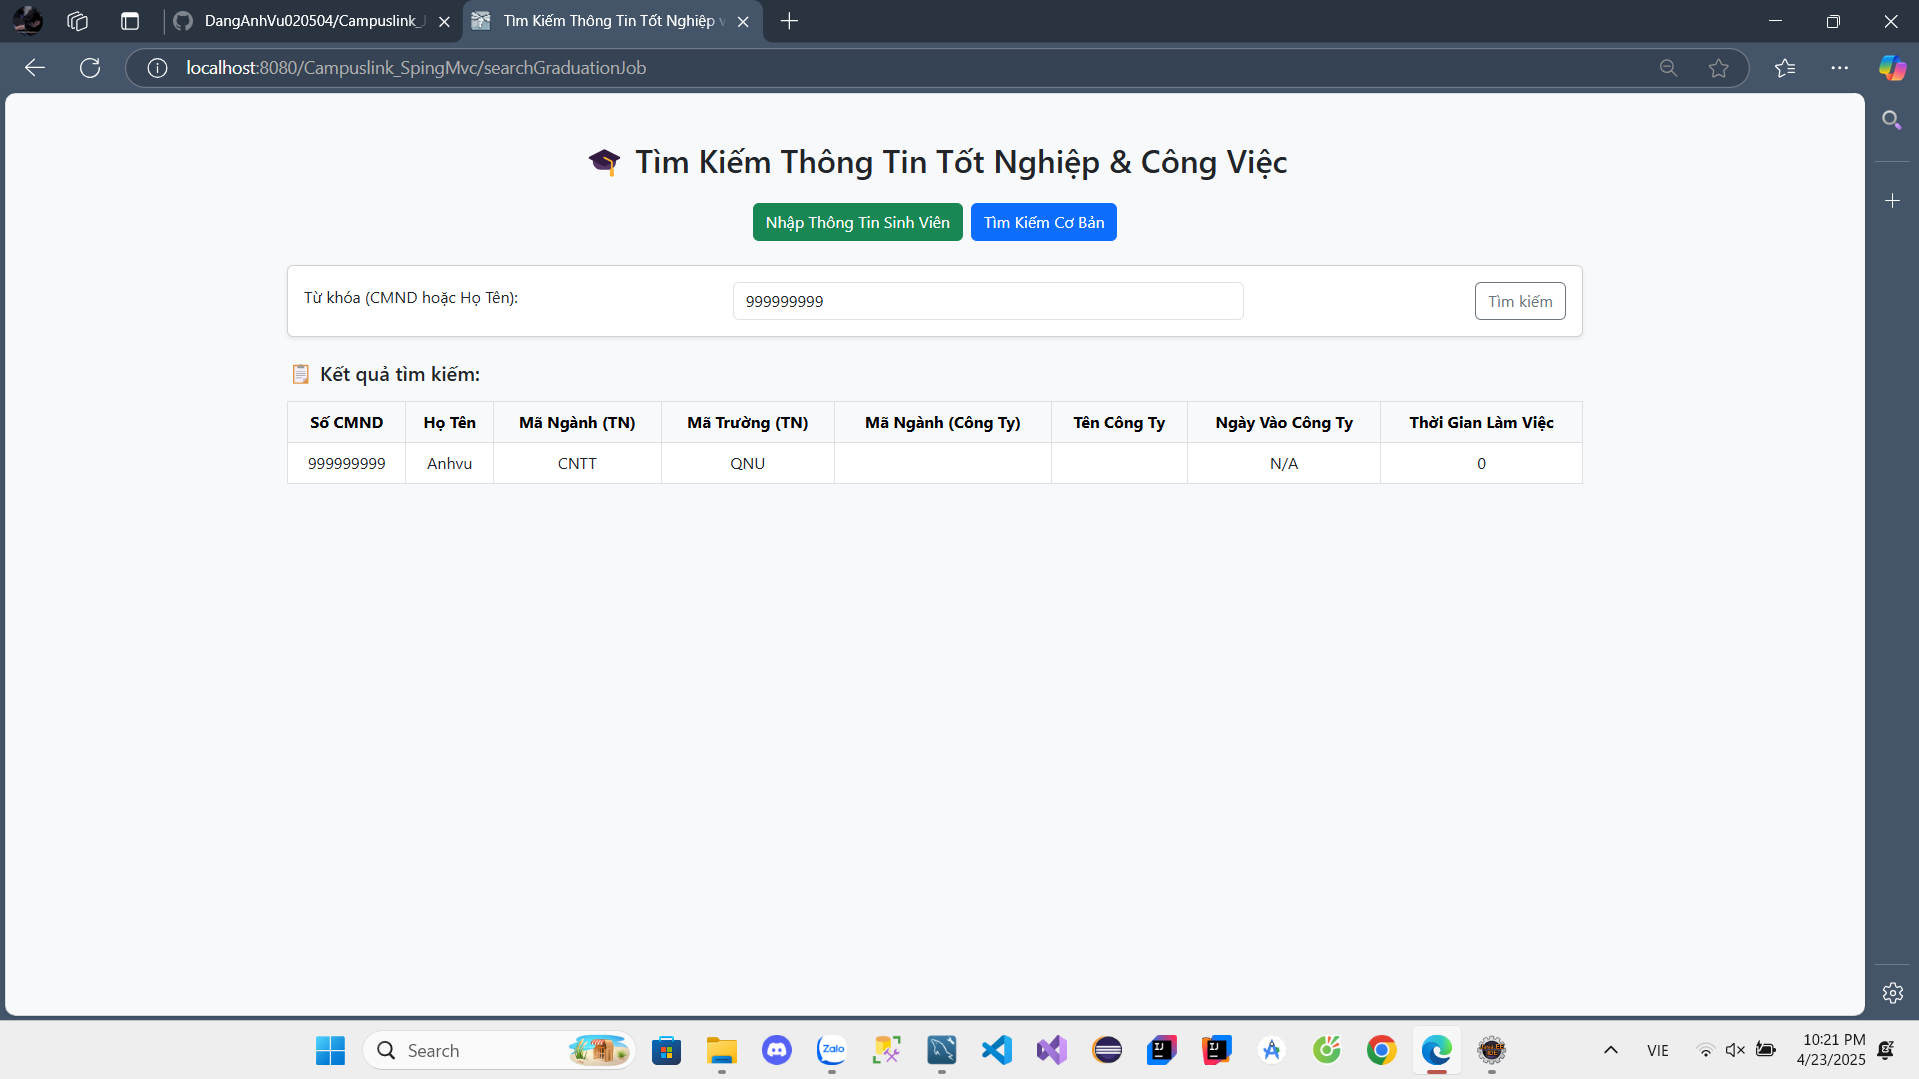 DangAnhVu020504/Campuslink_J
Tìm Kiếm Thông Tin Tốt Nghiệp v
localhost:8080/Campuslink_SpingMvc/searchGraduationJob
Tìm Kiếm Thông Tin Tốt Nghiệp & Công Việc
Nhập Thông Tin Sinh Viên
Tìm Kiếm Cơ Bản
Từ khóa (CMND hoặc Họ Tên):
999999999
Tìm kiếm
Kết quả tìm kiếm:
Số CMND Họ Tên Mã Ngành (TN) Mã Trường (TN) Mã Ngành (Công Ty) Tên Công Ty Ngày Vào Công Ty Thời Gian Làm Việc
999999999 Anhvu CNTT QNU N/A 0
Search
Zalo
VIE
10:21 PM
4/23/2025